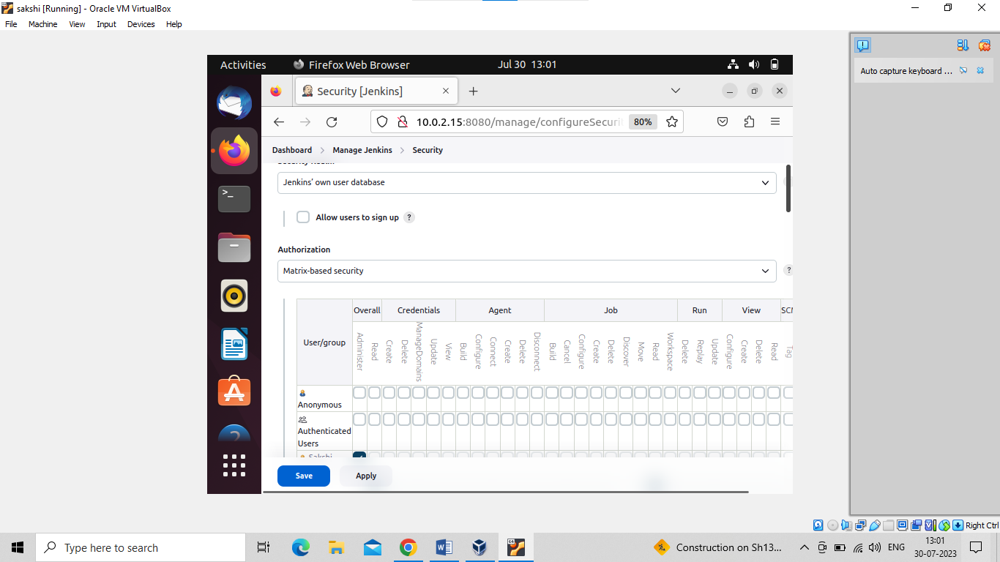 sakshi [Running] - Oracle VM VirtualBox
File Machine View Input Devices Help
Auto capture keyboard ...
Activities Firefox Web Browser Jul 30 13:01
Security [Jenkins]
10.0.2.15:8080/manage/configureSecuri 80%
Dashboard > Manage Jenkins > Security
Jenkins' own user database
Allow users to sign up ?
Authorization
Matrix-based security
?
User/group Overall Credentials Agent Job Run View SCM
Administer Read Create Delete ManageDomains Update View Build Configure Connect Create Delete Disconnect Build Cancel Configure Create Delete Discover Move Read Workspace Delete Replay Update Configure Create Delete Read Tag
Anonymous
Authenticated
Users
Sakshi
Save Apply
Right Ctrl
Type here to search
Construction on Sh13...
ENG
13:01
30-07-2023